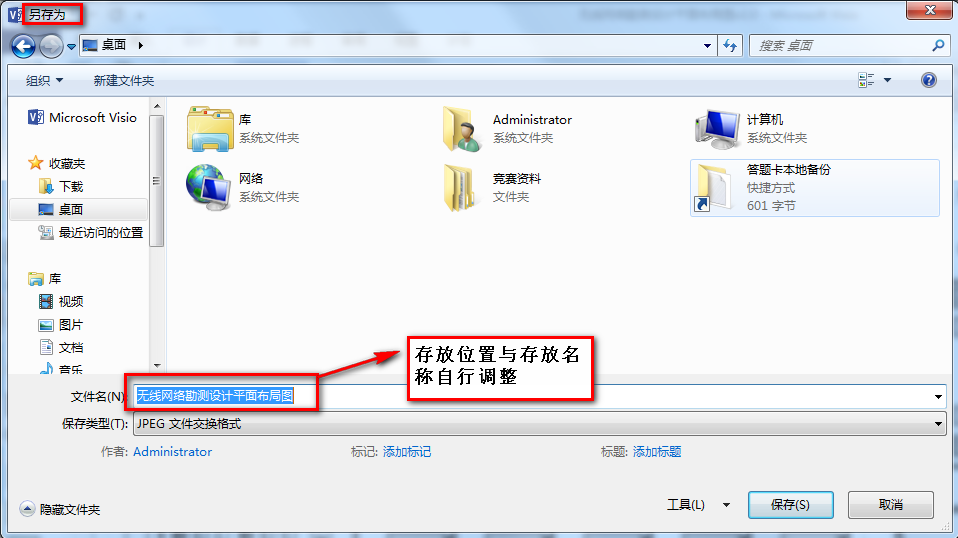 另存为
桌面
搜索 桌面
组织
新建文件夹
Microsoft Visio
收藏夹
下载
桌面
最近访问的位置
库
视频
图片
文档
音乐
库
系统文件夹
Administrator
系统文件夹
计算机
系统文件夹
网络
系统文件夹
竞赛资料
文件夹
答题卡本地备份
快捷方式
601 字节
存放位置与存放名
称自行调整
文件名(N)
无线网络勘测设计平面布局图
保存类型(T): JPEG 文件交换格式
作者: Administrator
标记: 添加标记
标题: 添加标题
隐藏文件夹
工具(L)
保存(S)
取消